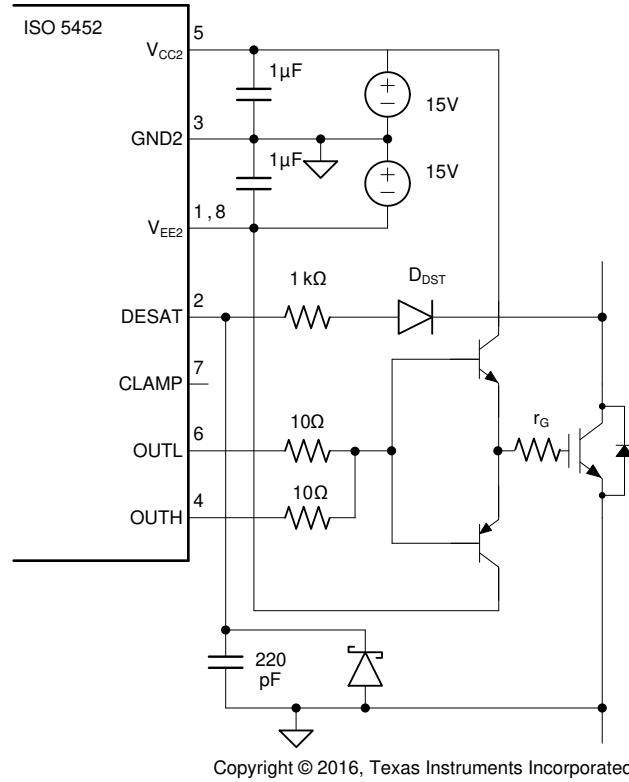 ISO 5452
5
VCC2
1µF
15V
3
GND2
1µF
15V
1, 8
VEE2
1 kΩ
DDST
2
DESAT
7
CLAMP
10Ω
rG
6
OUTL
10Ω
4
OUTH
220
pF
Copyright © 2016, Texas Instruments Incorporated